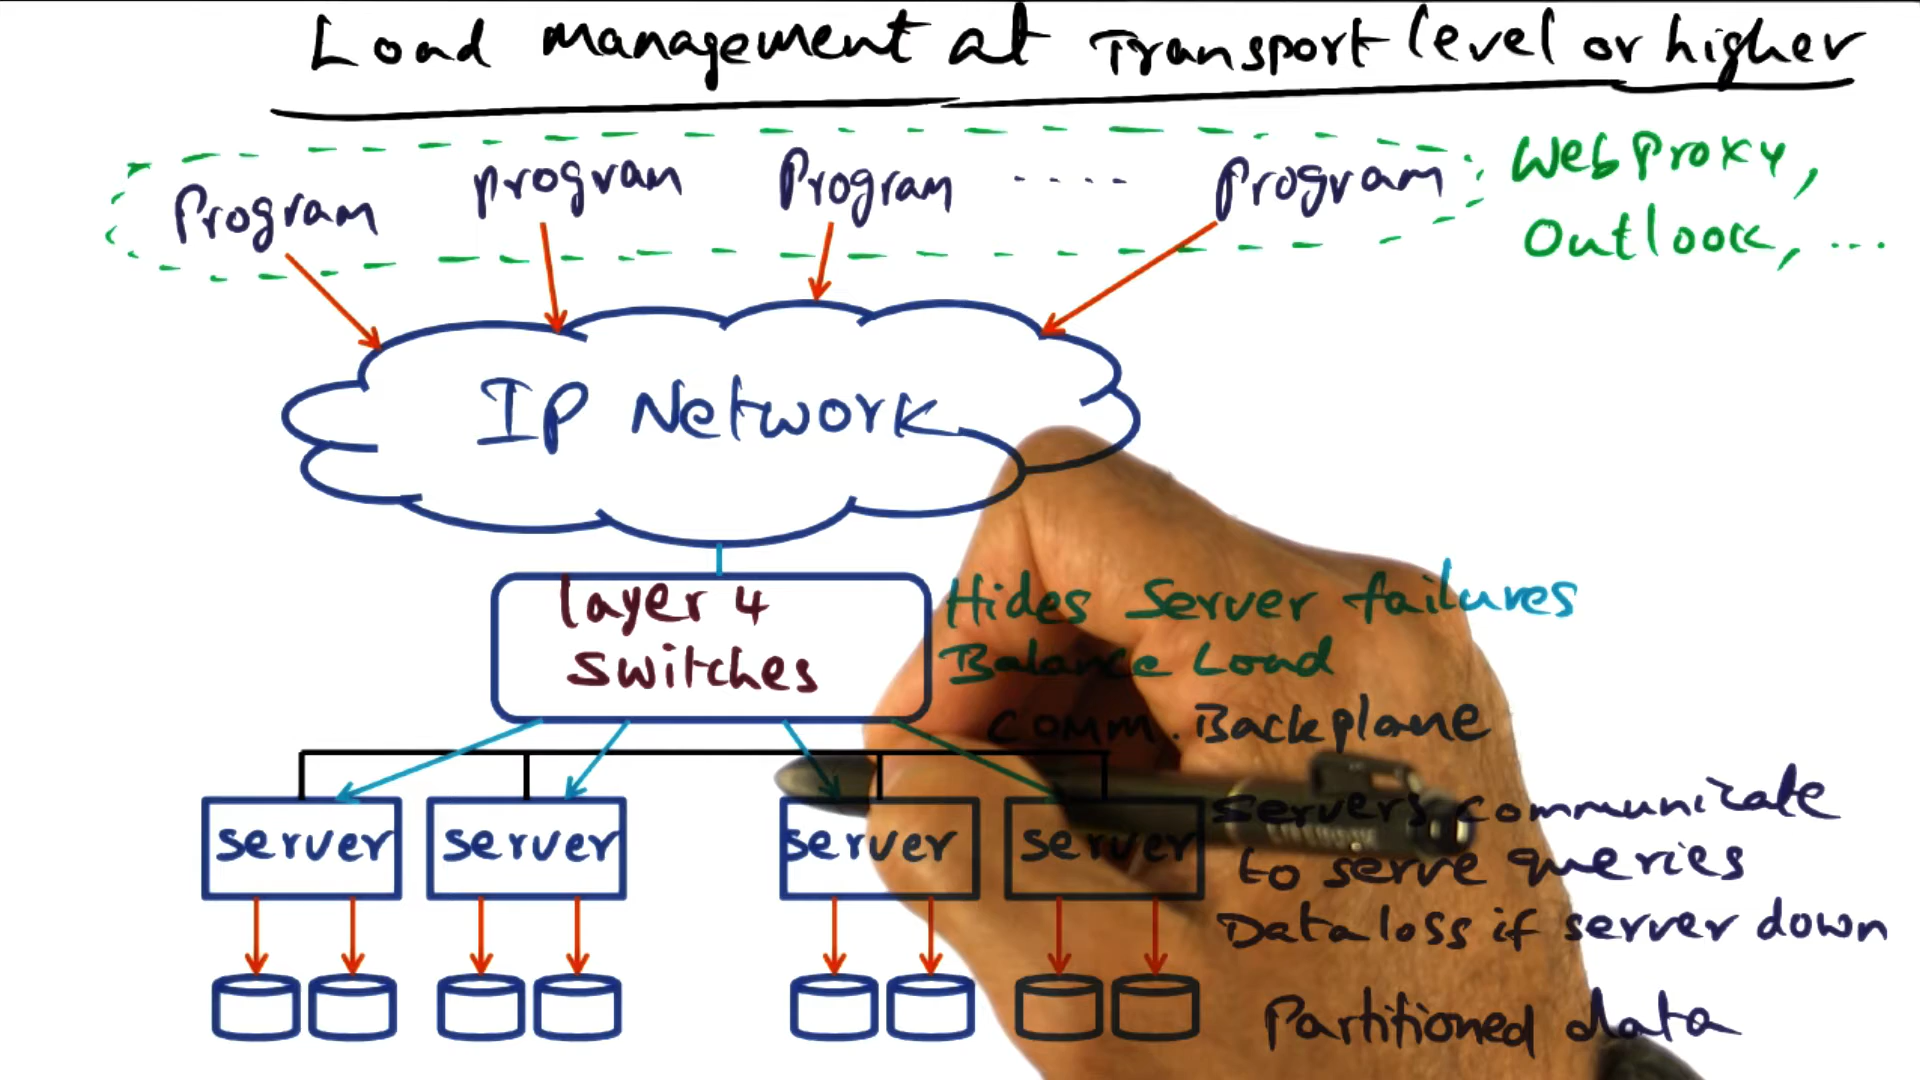 Load management at Transport level or higher
Program program Program ..... Program
Web Proxy,
Outlook, ...
IP Network
layer 4
switches
Hides Server failures
Balance Load
Comm. Backplane
server server server server
servers communicate
to serve queries
Data loss if server down
Partitioned data